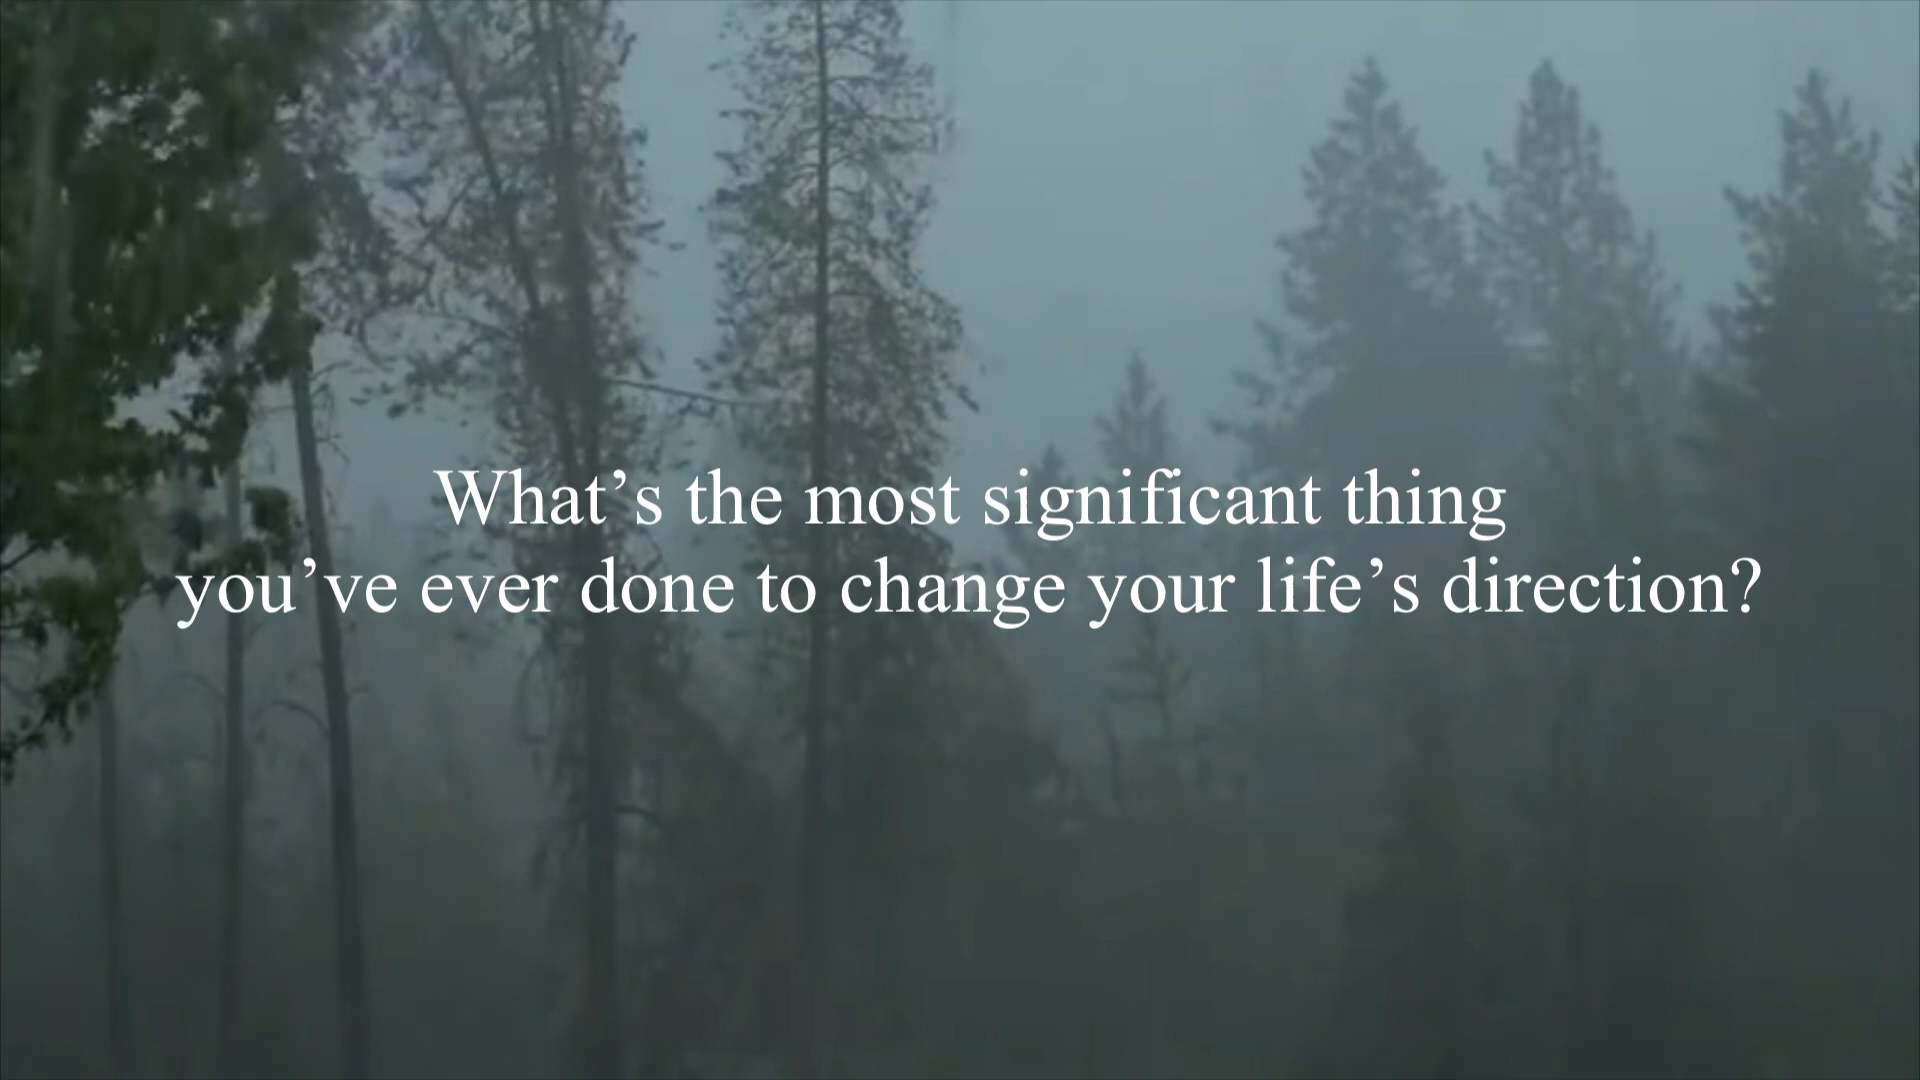 What’s the most significant thing
you’ve ever done to change your life’s direction?